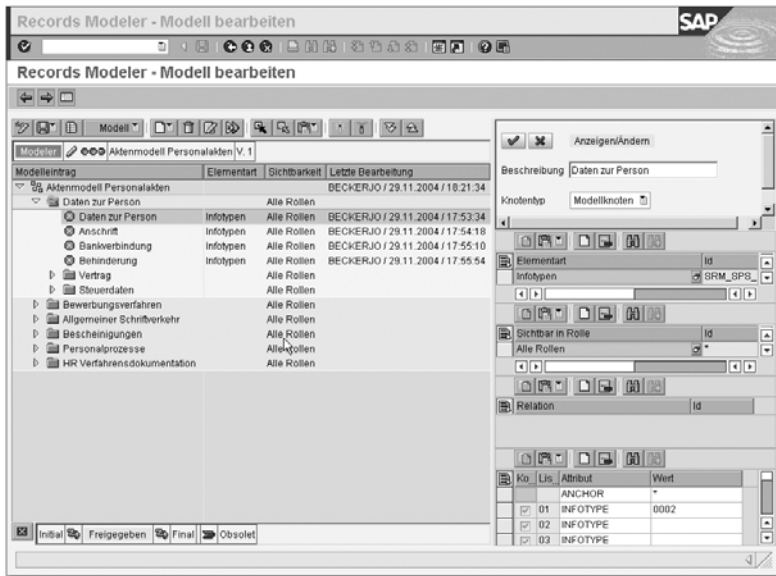 Records Modeler - Modell bearbeiten
SAP
Records Modeler - Modell bearbeiten
Modell
Modeler Aktenmodell Personalakten V. 1
Modelleintrag Elementart Sichtbarkeit Letzte Bearbeitung
Aktenmodell Personalakten BECKERJO / 29.11.2004 / 18:21:34
Daten zur Person Alle Rollen
Daten zur Person Infotypen Alle Rollen BECKERJO / 29.11.2004 / 17:53:34
Anschrift Infotypen Alle Rollen BECKERJO / 29.11.2004 / 17:54:18
Bankverbindung Infotypen Alle Rollen BECKERJO / 29.11.2004 / 17:55:10
Behinderung Infotypen Alle Rollen BECKERJO / 29.11.2004 / 17:55:54
Vertrag Alle Rollen
Steuerdaten Alle Rollen
Bewerbungsverfahren Alle Rollen
Allgemeiner Schriftverkehr Alle Rollen
Bescheinigungen Alle Rollen
Personalprozesse Alle Rollen
HR Verfahrensdokumentation Alle Rollen
Initial Freigegeben Final Obsolet
Anzeigen/Ändern
Beschreibung Daten zur Person
Knotentyp Modellknoten
Elementart Id
Infotypen SRM_SPS_
Sichtbar in Rolle Id
Alle Rollen *
Relation Id
Ko.. Lis.. Attribut Wert
ANCHOR *
01 INFOTYPE 0002
02 INFOTYPE
03 INFOTYPE